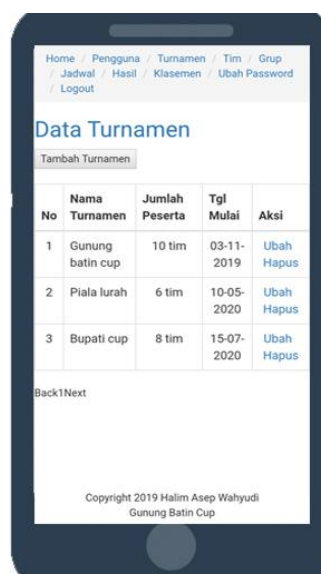 Home / Pengguna / Turnamen / Tim / Grup
/ Jadwal / Hasil / Klasemen / Ubah Password
/ Logout
Data Turnamen
Tambah Turnamen
No Nama Turnamen Jumlah Peserta Tgl Mulai Aksi
1 Gunung batin cup 10 tim 03-11-2019 Ubah Hapus
2 Piala lurah 6 tim 10-05-2020 Ubah Hapus
3 Bupati cup 8 tim 15-07-2020 Ubah Hapus
Back1Next
Copyright 2019 Halim Asep Wahyudi
Gunung Batin Cup